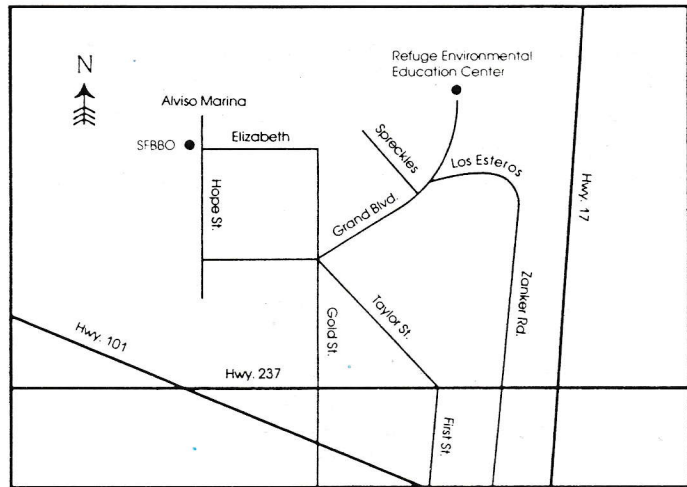 Refuge Environmental
Education Center
N
Alviso Marina
SFBBO
Elizabeth
Spreckles
Los Esteros
Hope St.
Grand Blvd.
Hwy. 17
Zanker Rd.
Taylor St.
Gold St.
Hwy. 101
Hwy. 237
First St.